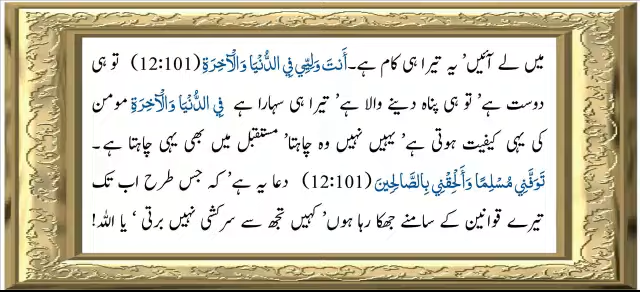 میں لے آئیں’ یہ تیرا ہی کام ہے۔ أَنتَ وَلِيِّي فِي الدُّنْيَا وَالْآخِرَةِ (12:101) تو ہی
دوست ہے’ تو ہی پناہ دینے والا ہے’ تیرا ہی سہارا ہے فِي الدُّنْيَا وَالْآخِرَةِ مومن
کی یہی کیفیت ہوتی ہے’ یہیں نہیں وہ چاہتا’ مستقبل میں بھی یہی چاہتا ہے۔
تَوَفَّنِي مُسْلِمًا وَأَلْحِقْنِي بِالصَّالِحِينَ (12:101) دعا یہ ہے’ کہ جس طرح اب تک
تیرے قوانین کے سامنے جھکا رہا ہوں’ کہیں تجھ سے سرکشی نہیں برتی ‘ یا اللہ!